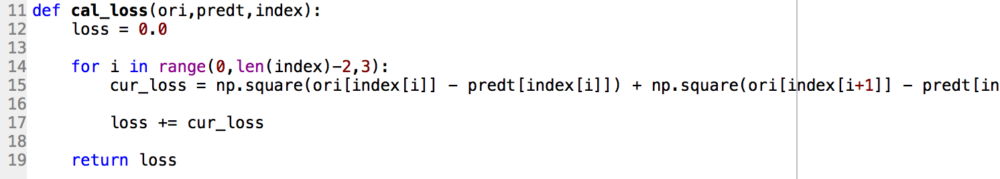 11 def cal_loss(ori,predt,index):
12     loss = 0.0
13
14     for i in range(0,len(index)-2,3):
15         cur_loss = np.square(ori[index[i]] - predt[index[i]]) + np.square(ori[index[i+1]] - predt[in
16
17         loss += cur_loss
18
19     return loss